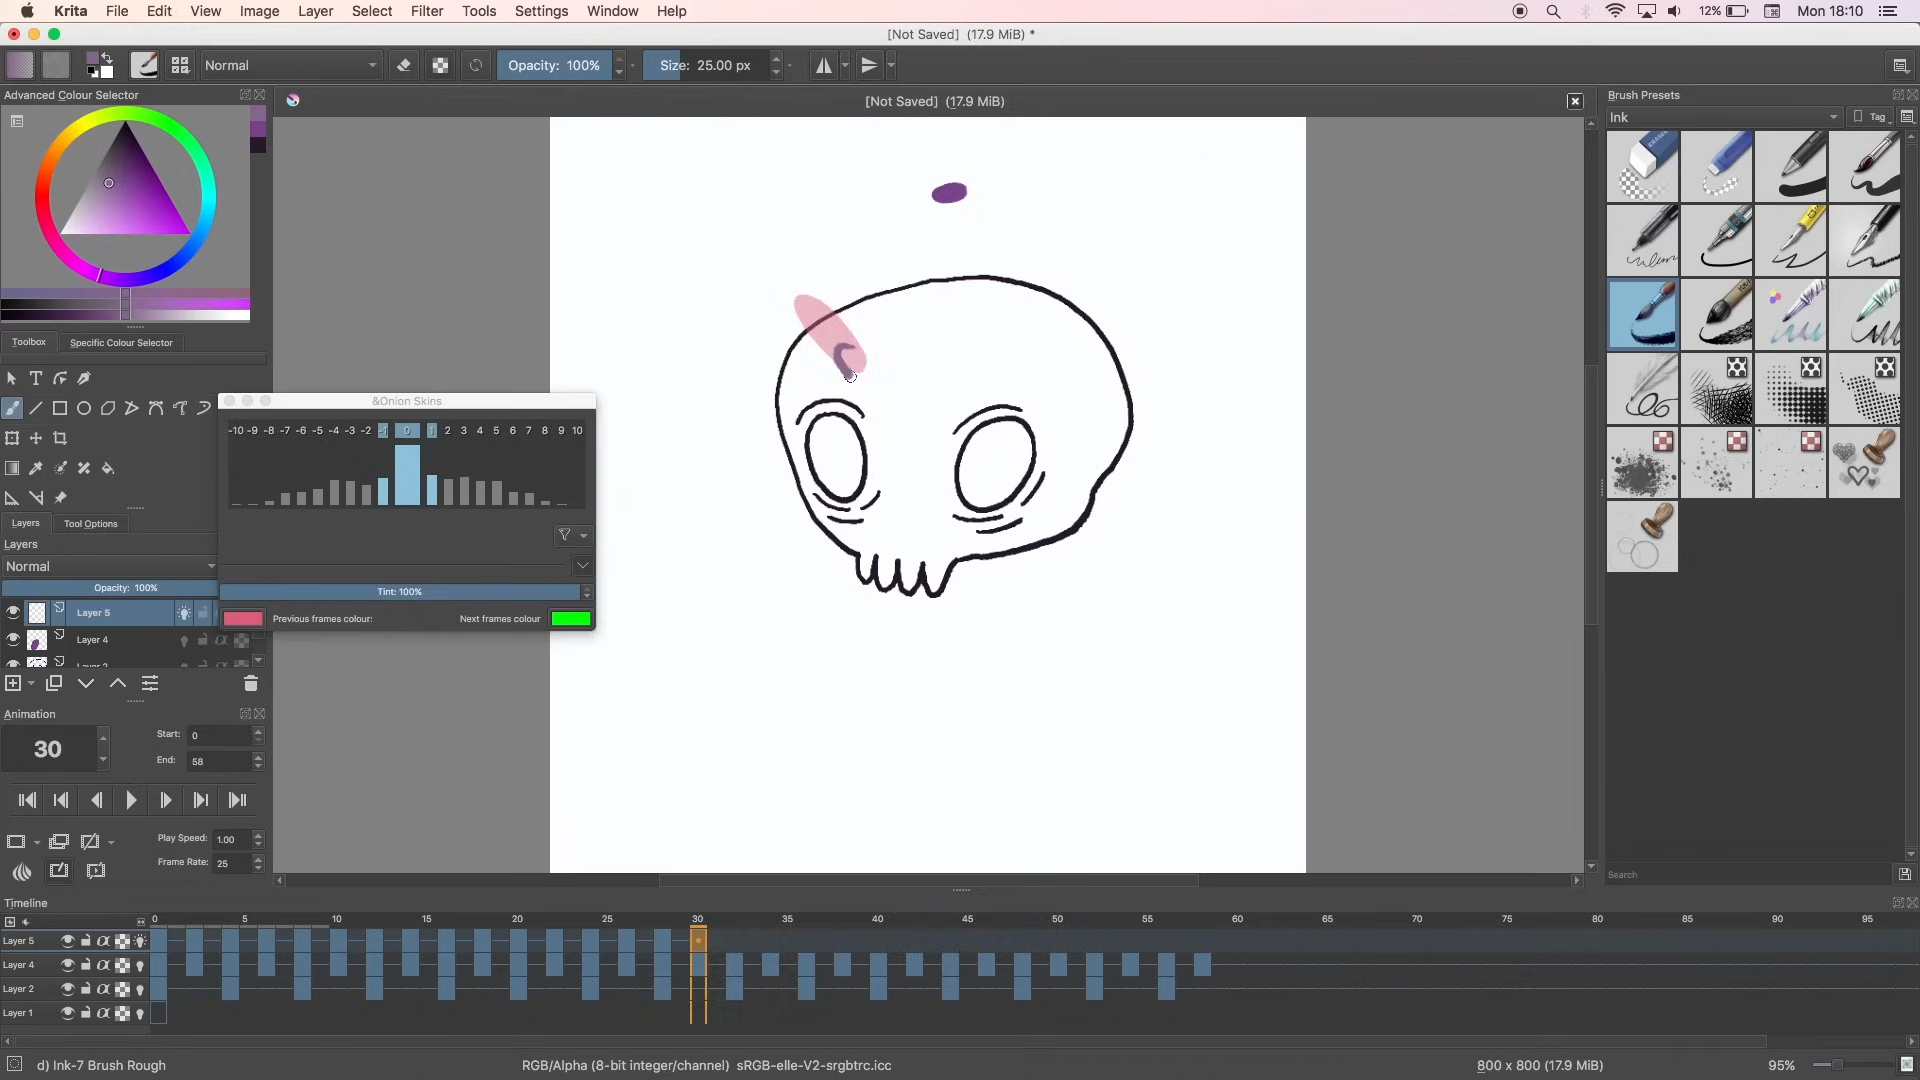 Krita File Edit View Image Layer Select Filter Tools Settings Window Help 12% Mon 18:10
[Not Saved] (17.9 MiB) *
Normal Opacity: 100% Size: 25.00 px
Advanced Colour Selector
[Not Saved] (17.9 MiB)
Brush Presets
Ink
Tag
Toolbox Specific Colour Selector
&Onion Skins
-10 -9 -8 -7 -6 -5 -4 -3 -2 -1 0 1 2 3 4 5 6 7 8 9 10
Layers Tool Options
Layers
Normal
Opacity: 100%
Tint: 100%
Layer 5
Previous frames colour: Next frames colour
Layer 4
Animation
30
Start: 0
End: 58
Play Speed: 1.00
Frame Rate: 25
Search
Timeline
0 5 10 15 20 25 30 35 40 45 50 55 60 65 70 75 80 85 90 95
Layer 5
Layer 4
Layer 2
Layer 1
d) Ink-7 Brush Rough RGB/Alpha (8-bit integer/channel) sRGB-elle-V2-srgbtrc.icc 800 x 800 (17.9 MiB) 95%